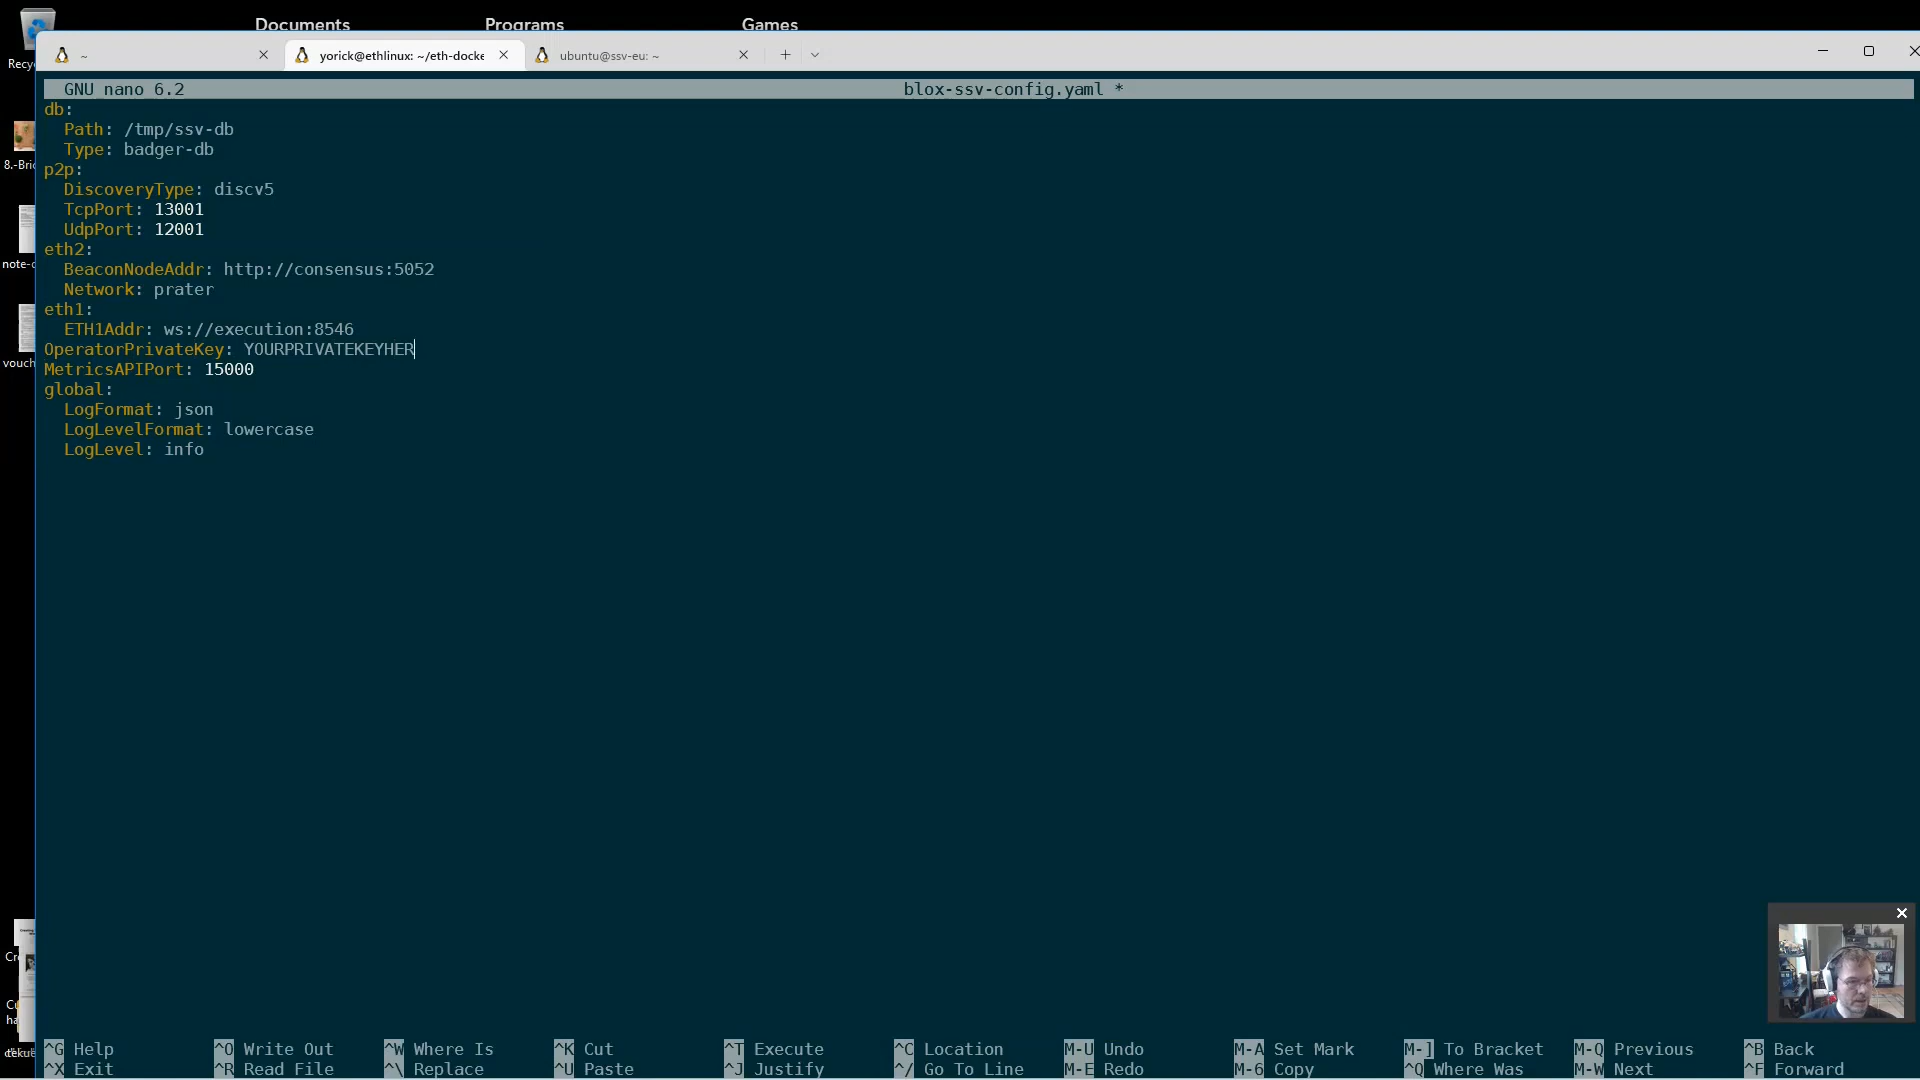 Documents Programs Games
Recy
~ yorick@ethlinux: ~/eth-docke ubuntu@ssv-eu: ~
GNU nano 6.2 blox-ssv-config.yaml *
db:
Path: /tmp/ssv-db
Type: badger-db
p2p:
DiscoveryType: discv5
TcpPort: 13001
UdpPort: 12001
eth2:
BeaconNodeAddr: http://consensus:5052
Network: prater
eth1:
ETH1Addr: ws://execution:8546
OperatorPrivateKey: YOURPRIVATEKEYHER
MetricsAPIPort: 15000
global:
LogFormat: json
LogLevelFormat: lowercase
LogLevel: info
8.-Bric
note-c
vouch
^G Help ^O Write Out ^W Where Is ^K Cut ^T Execute ^C Location M-U Undo M-A Set Mark M-] To Bracket M-Q Previous ^B Back
^X Exit ^R Read File ^\ Replace ^U Paste ^J Justify ^/ Go To Line M-E Redo M-6 Copy ^Q Where Was M-W Next ^F Forward